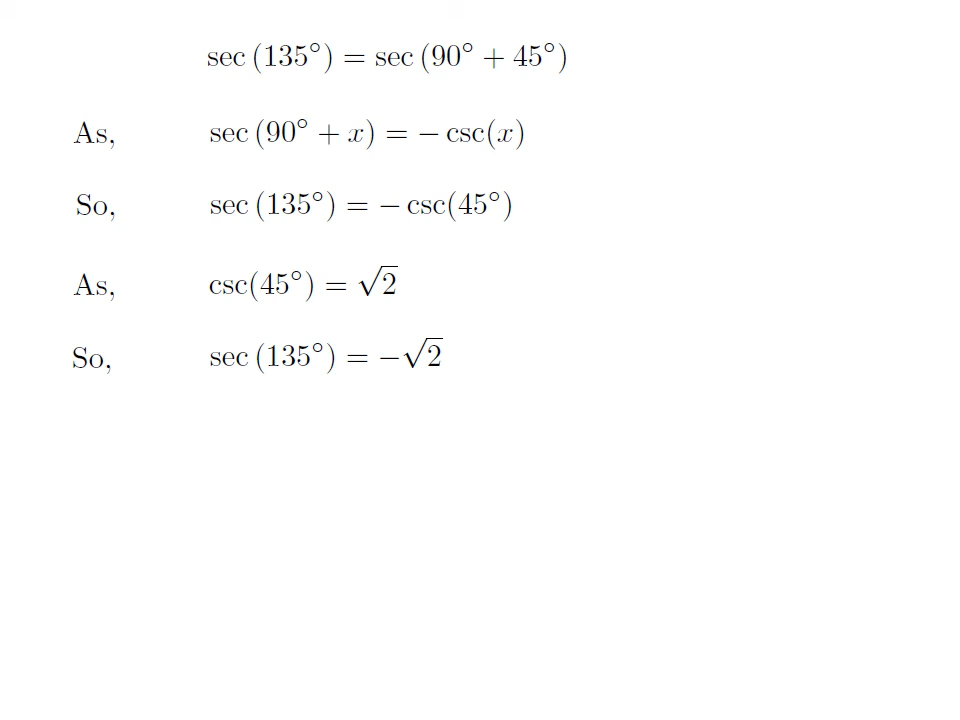 sec (135°) = sec (90° + 45°)
As, sec (90° + x) = − csc(x)
So, sec (135°) = − csc(45°)
As, csc(45°) = √2
So, sec (135°) = −√2